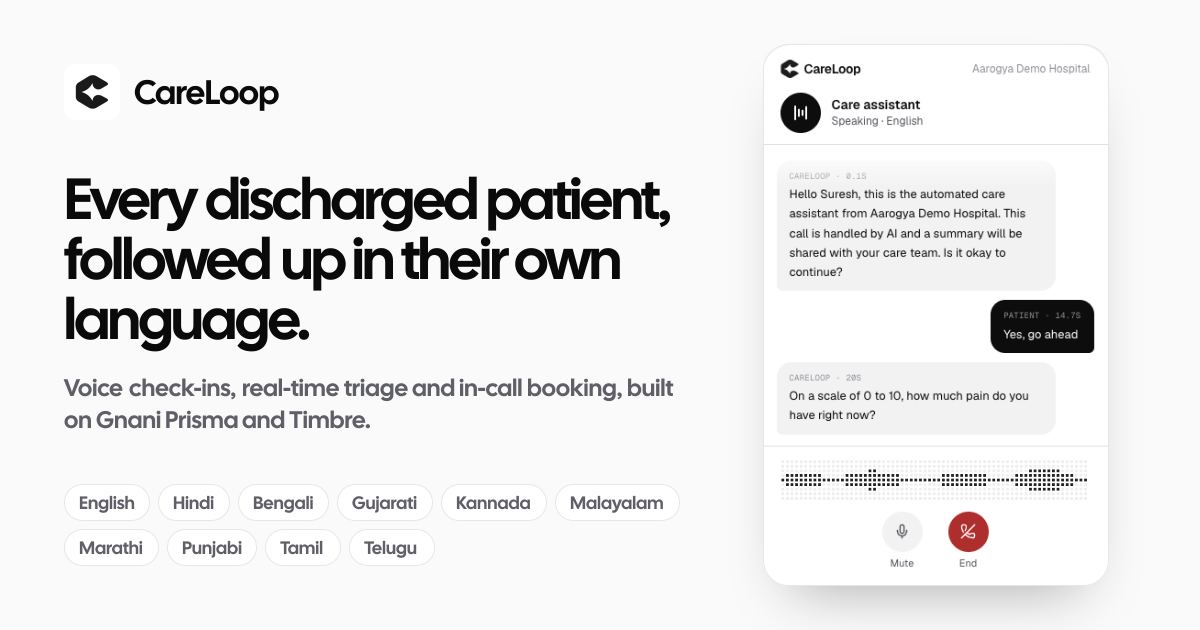 CareLoop
Every discharged patient,
followed up in their own
language.
Voice check-ins, real-time triage and in-call booking, built
on Gnani Prisma and Timbre.
English Hindi Bengali Gujarati Kannada Malayalam
Marathi Punjabi Tamil Telugu
CareLoop Aarogya Demo Hospital
Care assistant
Speaking · English
CARELOOP · 0.1S
Hello Suresh, this is the automated care
assistant from Aarogya Demo Hospital. This
call is handled by AI and a summary will be
shared with your care team. Is it okay to
continue?
PATIENT · 14.7S
Yes, go ahead
CARELOOP · 20S
On a scale of 0 to 10, how much pain do you
have right now?
Mute End